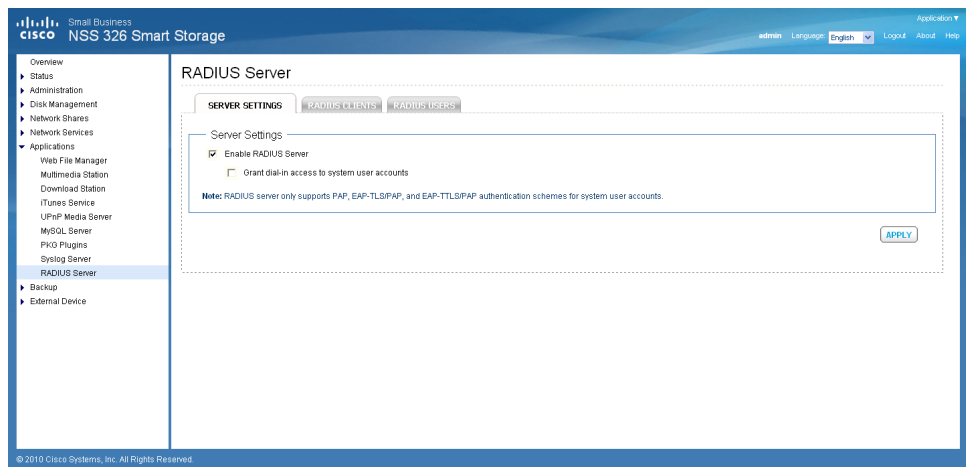 Small Business
CISCO NSS 326 Smart Storage
Application ▼
admin Language: English Logout About Help
Overview
Status
Administration
Disk Management
Network Shares
Network Services
Applications
Web File Manager
Multimedia Station
Download Station
iTunes Service
UPnP Media Server
MySQL Server
PKG Plugins
Syslog Server
RADIUS Server
Backup
External Device
RADIUS Server
SERVER SETTINGS RADIUS CLIENTS RADIUS USERS
Server Settings
Enable RADIUS Server
Grant dial-in access to system user accounts
Note: RADIUS server only supports PAP, EAP-TLS/PAP, and EAP-TTLS/PAP authentication schemes for system user accounts.
APPLY
© 2010 Cisco Systems, Inc. All Rights Reserved.